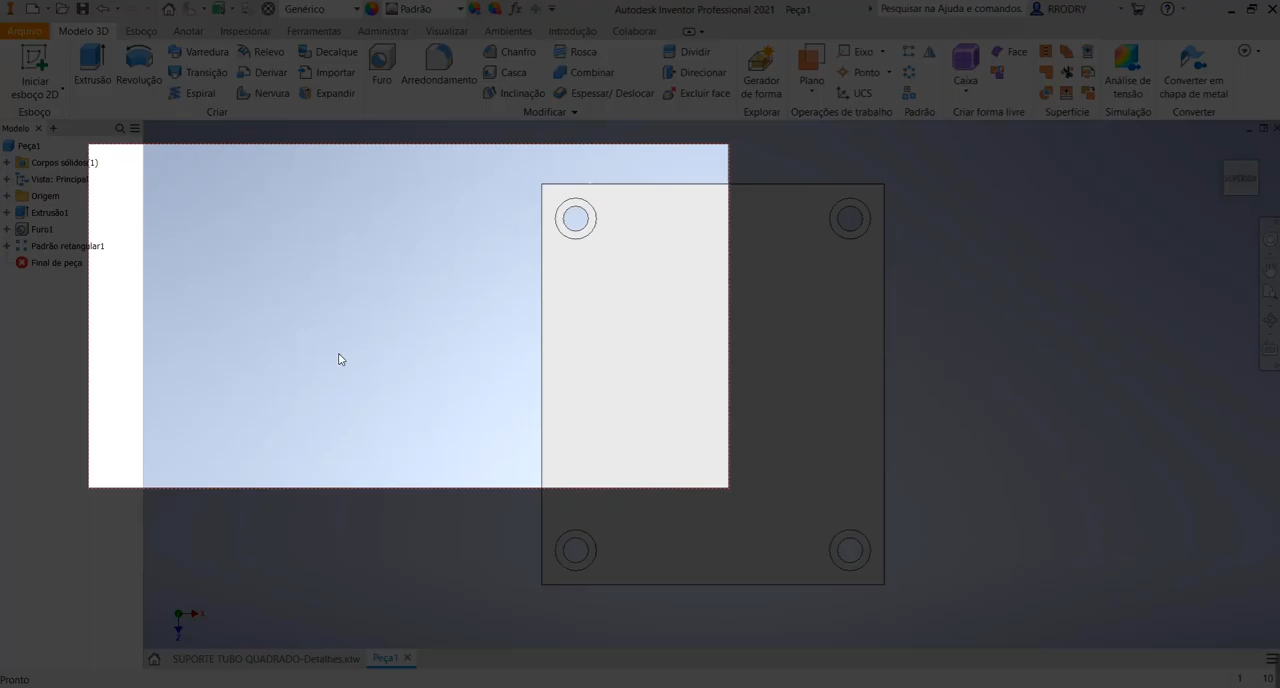 Genérico
Padrão
Autodesk Inventor Professional 2021 Peça1
Pesquisar na Ajuda e comandos.
RRODRY
Arquivo Modelo 3D Esboço Anotar Inspecionar Ferramentas Administrar Visualizar Ambientes Introdução Colaborar
Iniciar
esboço 2D
Extrusão
Revolução
Varredura
Transição
Espiral
Relevo
Derivar
Nervura
Decalque
Importar
Expandir
Furo
Arredondamento
Chanfro
Casca
Inclinação
Rosca
Combinar
Espessar/ Deslocar
Dividir
Direcionar
Excluir face
Gerador
de forma
Plano
Eixo
Ponto
UCS
Caixa
Face
Análise de
tensão
Converter em
chapa de metal
Esboço
Criar
Modificar
Explorar
Operações de trabalho
Padrão
Criar forma livre
Superfície
Simulação
Converter
Modelo
Peça1
Corpos sólidos(1)
Vista: Principal
Origem
Extrusão1
Furo1
Padrão retangular1
Final de peça
SUPERIOR
X
SUPORTE TUBO QUADRADO-Detalhes.idw
Peça1
Pronto
1 10